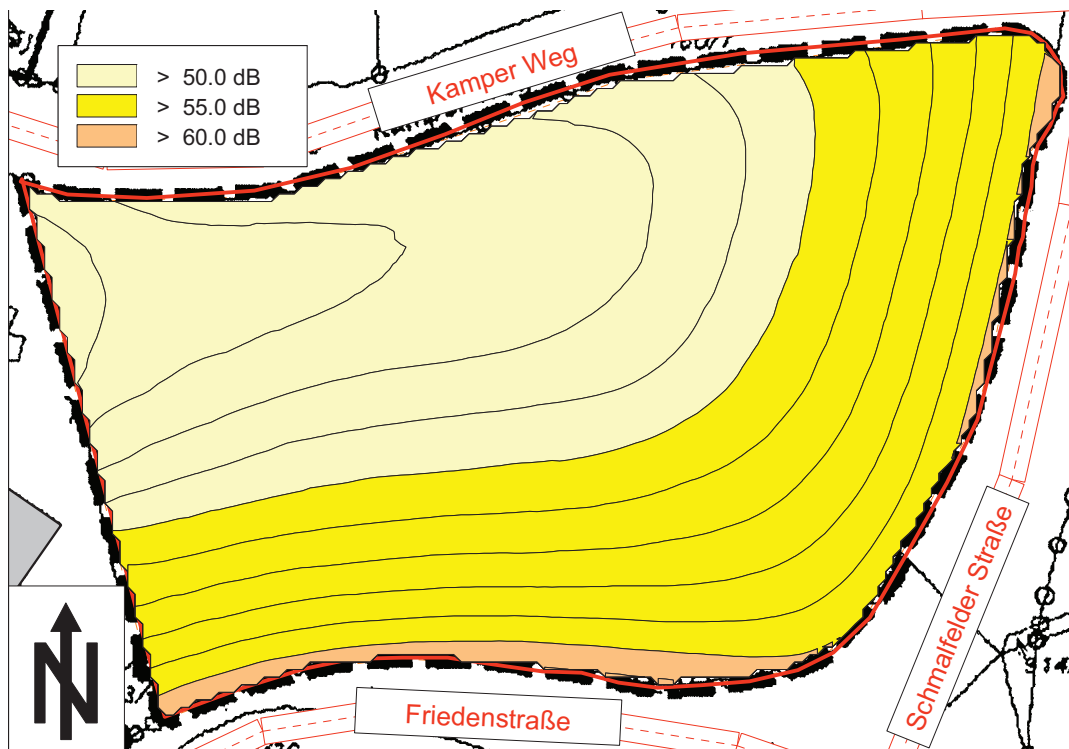 > 50.0 dB
> 55.0 dB
> 60.0 dB
Kamper Weg
Schmalfelder Straße
Friedenstraße
N